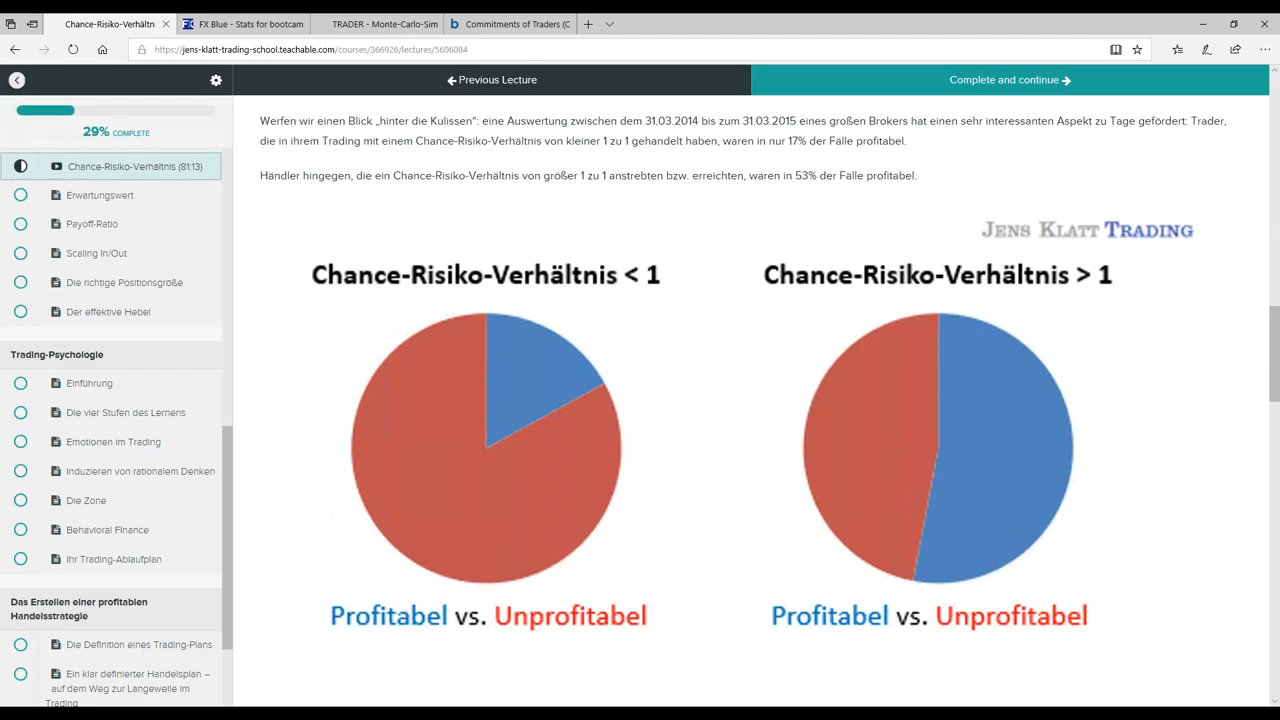 Chance-Risiko-Verhältn
FX Blue - Stats for bootcam
TRADER - Monte-Carlo-Sim
Commitments of Traders (C
https://jens-klatt-trading-school.teachable.com/courses/366926/lectures/5606084
Previous Lecture
Complete and continue
29% COMPLETE
Chance-Risiko-Verhältnis (81:13)
Erwartungswert
Payoff-Ratio
Scaling In/Out
Die richtige Positionsgröße
Der effektive Hebel
Trading-Psychologie
Einführung
Die vier Stufen des Lernens
Emotionen im Trading
Induzieren von rationalem Denken
Die Zone
Behavioral Finance
Ihr Trading-Ablaufplan
Das Erstellen einer profitablen
Handelsstrategie
Die Definition eines Trading-Plans
Ein klar definierter Handelsplan –
auf dem Weg zur Langeweile im
Trading
Werfen wir einen Blick „hinter die Kulissen“: eine Auswertung zwischen dem 31.03.2014 bis zum 31.03.2015 eines großen Brokers hat einen sehr interessanten Aspekt zu Tage gefördert: Trader,
die in ihrem Trading mit einem Chance-Risiko-Verhältnis von kleiner 1 zu 1 gehandelt haben, waren in nur 17% der Fälle profitabel.
Händler hingegen, die ein Chance-Risiko-Verhältnis von größer 1 zu 1 anstrebten bzw. erreichten, waren in 53% der Fälle profitabel.
JENS KLATT TRADING
Chance-Risiko-Verhältnis < 1
Chance-Risiko-Verhältnis > 1
Profitabel vs. Unprofitabel
Profitabel vs. Unprofitabel